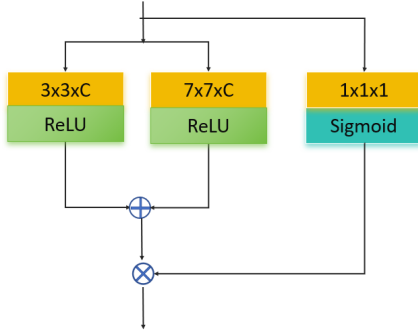 3x3xC
7x7xC
1x1x1
ReLU
ReLU
Sigmoid